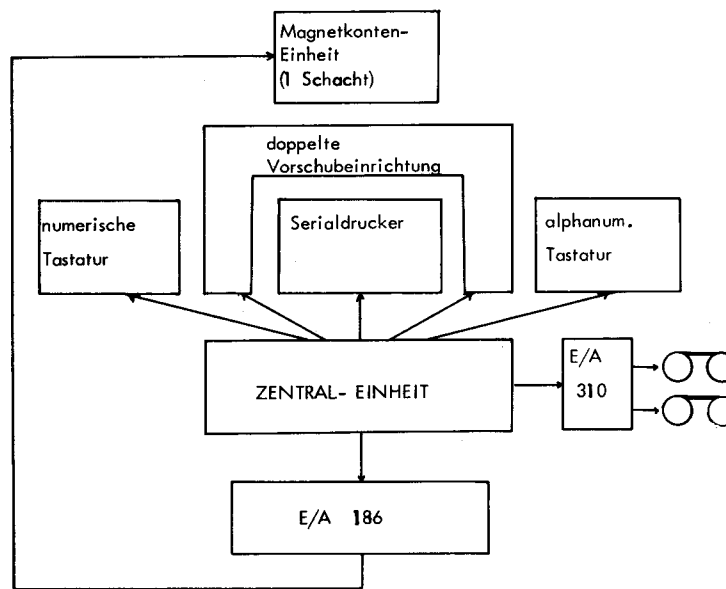 Magnetkonten-
Einheit
(1 Schacht)
doppelte
Vorschubeinrichtung
numerische
Tastatur
Serialdrucker
alphanum.
Tastatur
ZENTRAL- EINHEIT
E/A
310
E/A 186